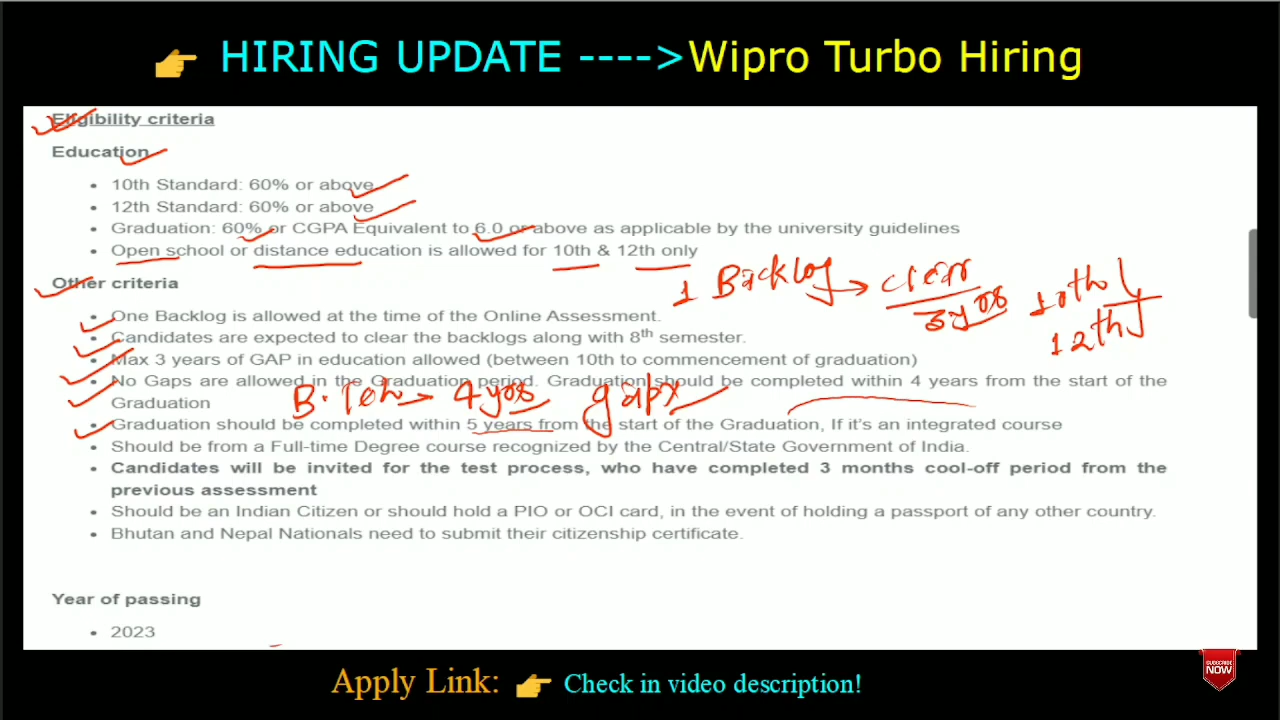 👉 HIRING UPDATE ---->Wipro Turbo Hiring
Eligibility criteria
Education
• 10th Standard: 60% or above
• 12th Standard: 60% or above
• Graduation: 60% or CGPA Equivalent to 6.0 or above as applicable by the university guidelines
• Open school or distance education is allowed for 10th & 12th only
1 Backlog → clear
3yrs
10th
12th
Other criteria
• One Backlog is allowed at the time of the Online Assessment.
• Candidates are expected to clear the backlogs along with 8th semester.
• Max 3 years of GAP in education allowed (between 10th to commencement of graduation)
• No Gaps are allowed in the Graduation period. Graduation should be completed within 4 years from the start of the
Graduation
B.Teh → 4yrs gapx
• Graduation should be completed within 5 years from the start of the Graduation, If it's an integrated course
• Should be from a Full-time Degree course recognized by the Central/State Government of India.
• Candidates will be invited for the test process, who have completed 3 months cool-off period from the
previous assessment
• Should be an Indian Citizen or should hold a PIO or OCI card, in the event of holding a passport of any other country.
• Bhutan and Nepal Nationals need to submit their citizenship certificate.
Year of passing
• 2023
SUBSCRIBE
NOW
Apply Link: 👉 Check in video description!